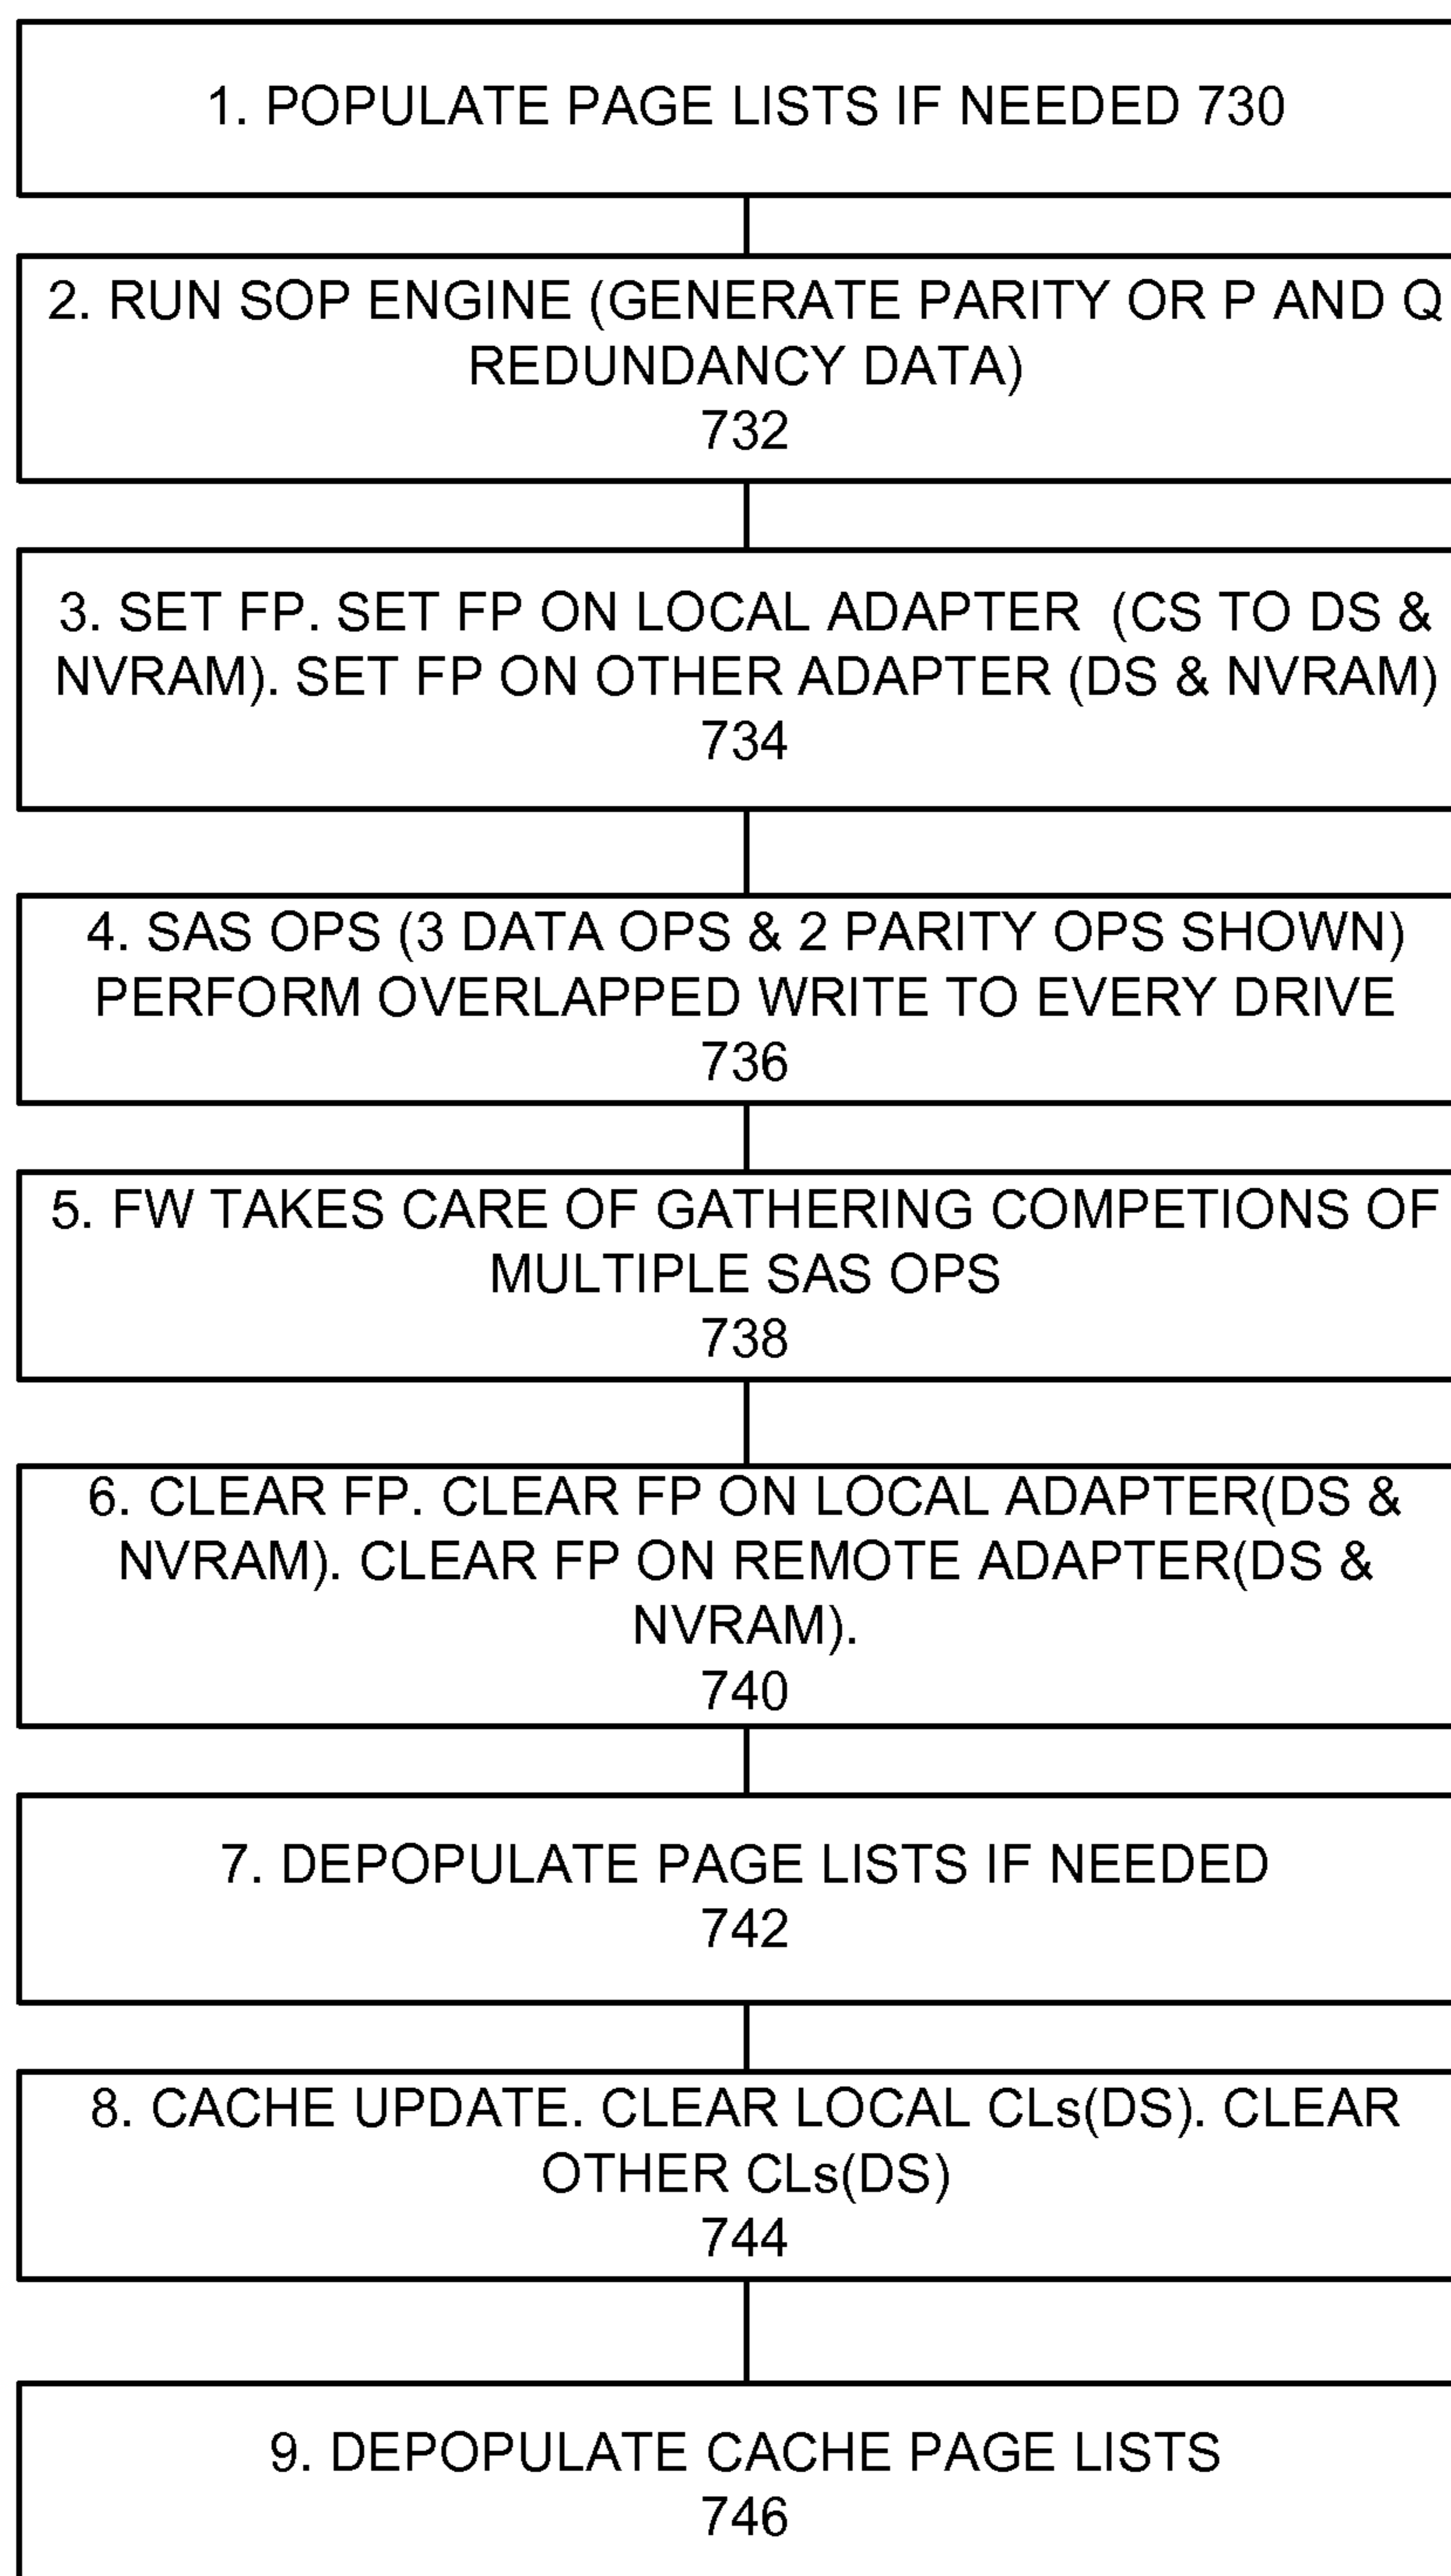 1. POPULATE PAGE LISTS IF NEEDED 730
2. RUN SOP ENGINE (GENERATE PARITY OR P AND Q
REDUNDANCY DATA)
732
3. SET FP. SET FP ON LOCAL ADAPTER (CS TO DS &
NVRAM). SET FP ON OTHER ADAPTER (DS & NVRAM)
734
4. SAS OPS (3 DATA OPS & 2 PARITY OPS SHOWN)
PERFORM OVERLAPPED WRITE TO EVERY DRIVE
736
5. FW TAKES CARE OF GATHERING COMPETIONS OF
MULTIPLE SAS OPS
738
6. CLEAR FP. CLEAR FP ON LOCAL ADAPTER(DS &
NVRAM). CLEAR FP ON REMOTE ADAPTER(DS &
NVRAM).
740
7. DEPOPULATE PAGE LISTS IF NEEDED
742
8. CACHE UPDATE. CLEAR LOCAL CLs(DS). CLEAR
OTHER CLs(DS)
744
9. DEPOPULATE CACHE PAGE LISTS
746